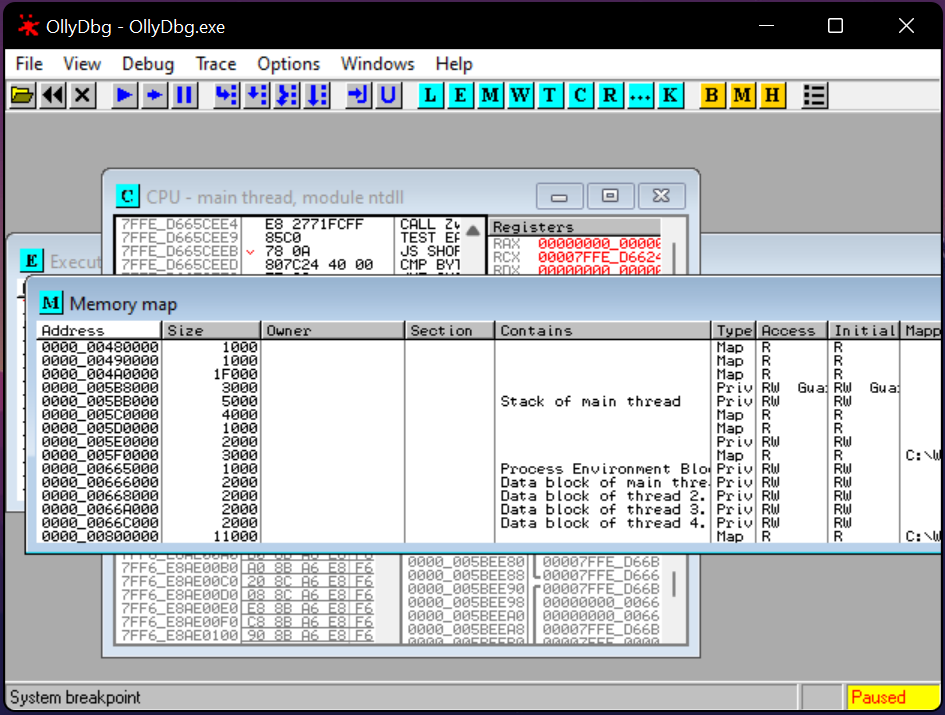 OllyDbg - OllyDbg.exe
File View Debug Trace Options Windows Help
L E M W T C R ... K B M H
C CPU - main thread, module ntdll
7FFE_D665CEE4 E8 2771FCFF CALL Zw
7FFE_D665CEE9 85C0 TEST
7FFE_D665CEEB 78 0A JS SHOR
7FFE_D665CEED 807C24 40 00 CMP BYT
Registers
RAX 00000000_00000
RCX 00007FFE_D6624
RDX 00000000_00000
E Execut
M Memory map
Address Size Owner Section Contains Type Access Initial Mapp
0000_00480000 1000 Map R R
0000_00490000 1000 Map R R
0000_004A0000 1F000 Map R R
0000_005B8000 3000 Priv RW Gua RW Gua
0000_005BB000 5000 Stack of main thread Priv RW RW
0000_005C0000 4000 Map R R
0000_005D0000 1000 Map R R
0000_005E0000 2000 Priv RW RW
0000_005F0000 3000 Map R R C:\W
0000_00665000 1000 Process Environment Blo Priv RW RW
0000_00666000 2000 Data block of main thre Priv RW RW
0000_00668000 2000 Data block of thread 2. Priv RW RW
0000_0066A000 2000 Data block of thread 3. Priv RW RW
0000_0066C000 2000 Data block of thread 4. Priv RW RW
0000_00800000 11000 Map R R C:\W
7FF6_E8AE00B0 A0 8B A6 E8 F6 0000_005BEE80 00007FFE_D66B
7FF6_E8AE00C0 20 8C A6 E8 F6 0000_005BEE88 00007FFE_D666
7FF6_E8AE00D0 08 8C A6 E8 F6 0000_005BEE90 00007FFE_D66B
7FF6_E8AE00E0 E8 8B A6 E8 F6 0000_005BEE98 00000000_0066
7FF6_E8AE00F0 C8 8B A6 E8 F6 0000_005BEEA0 00000000_0066
7FF6_E8AE0100 90 8B A6 E8 F6 0000_005BEEA8 00007FFE_D66B
System breakpoint
Paused